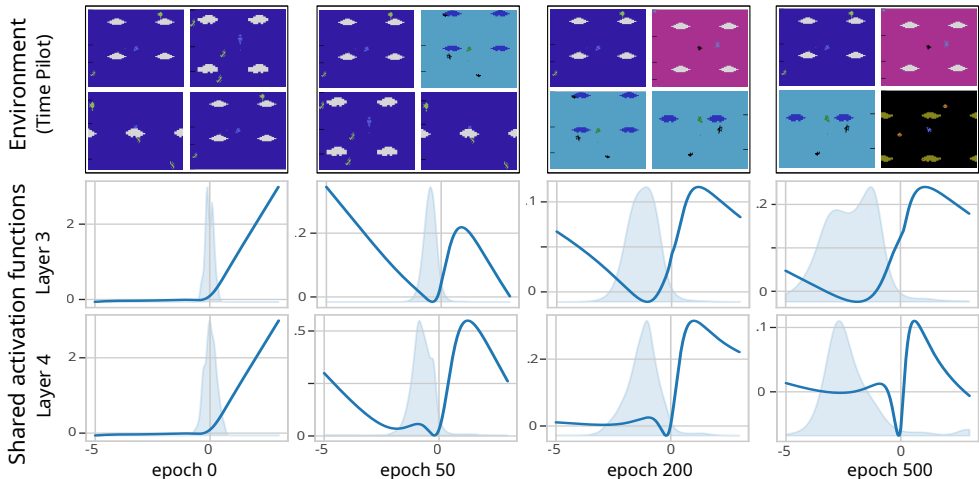 Environment
(Time Pilot)
Shared activation functions
Layer 3
2
0
.2
0
.1
0
.2
0
Layer 4
2
0
.5
0
.2
0
0.1
0
-5
0
-5
0
-5
0
-5
0
epoch 0
epoch 50
epoch 200
epoch 500